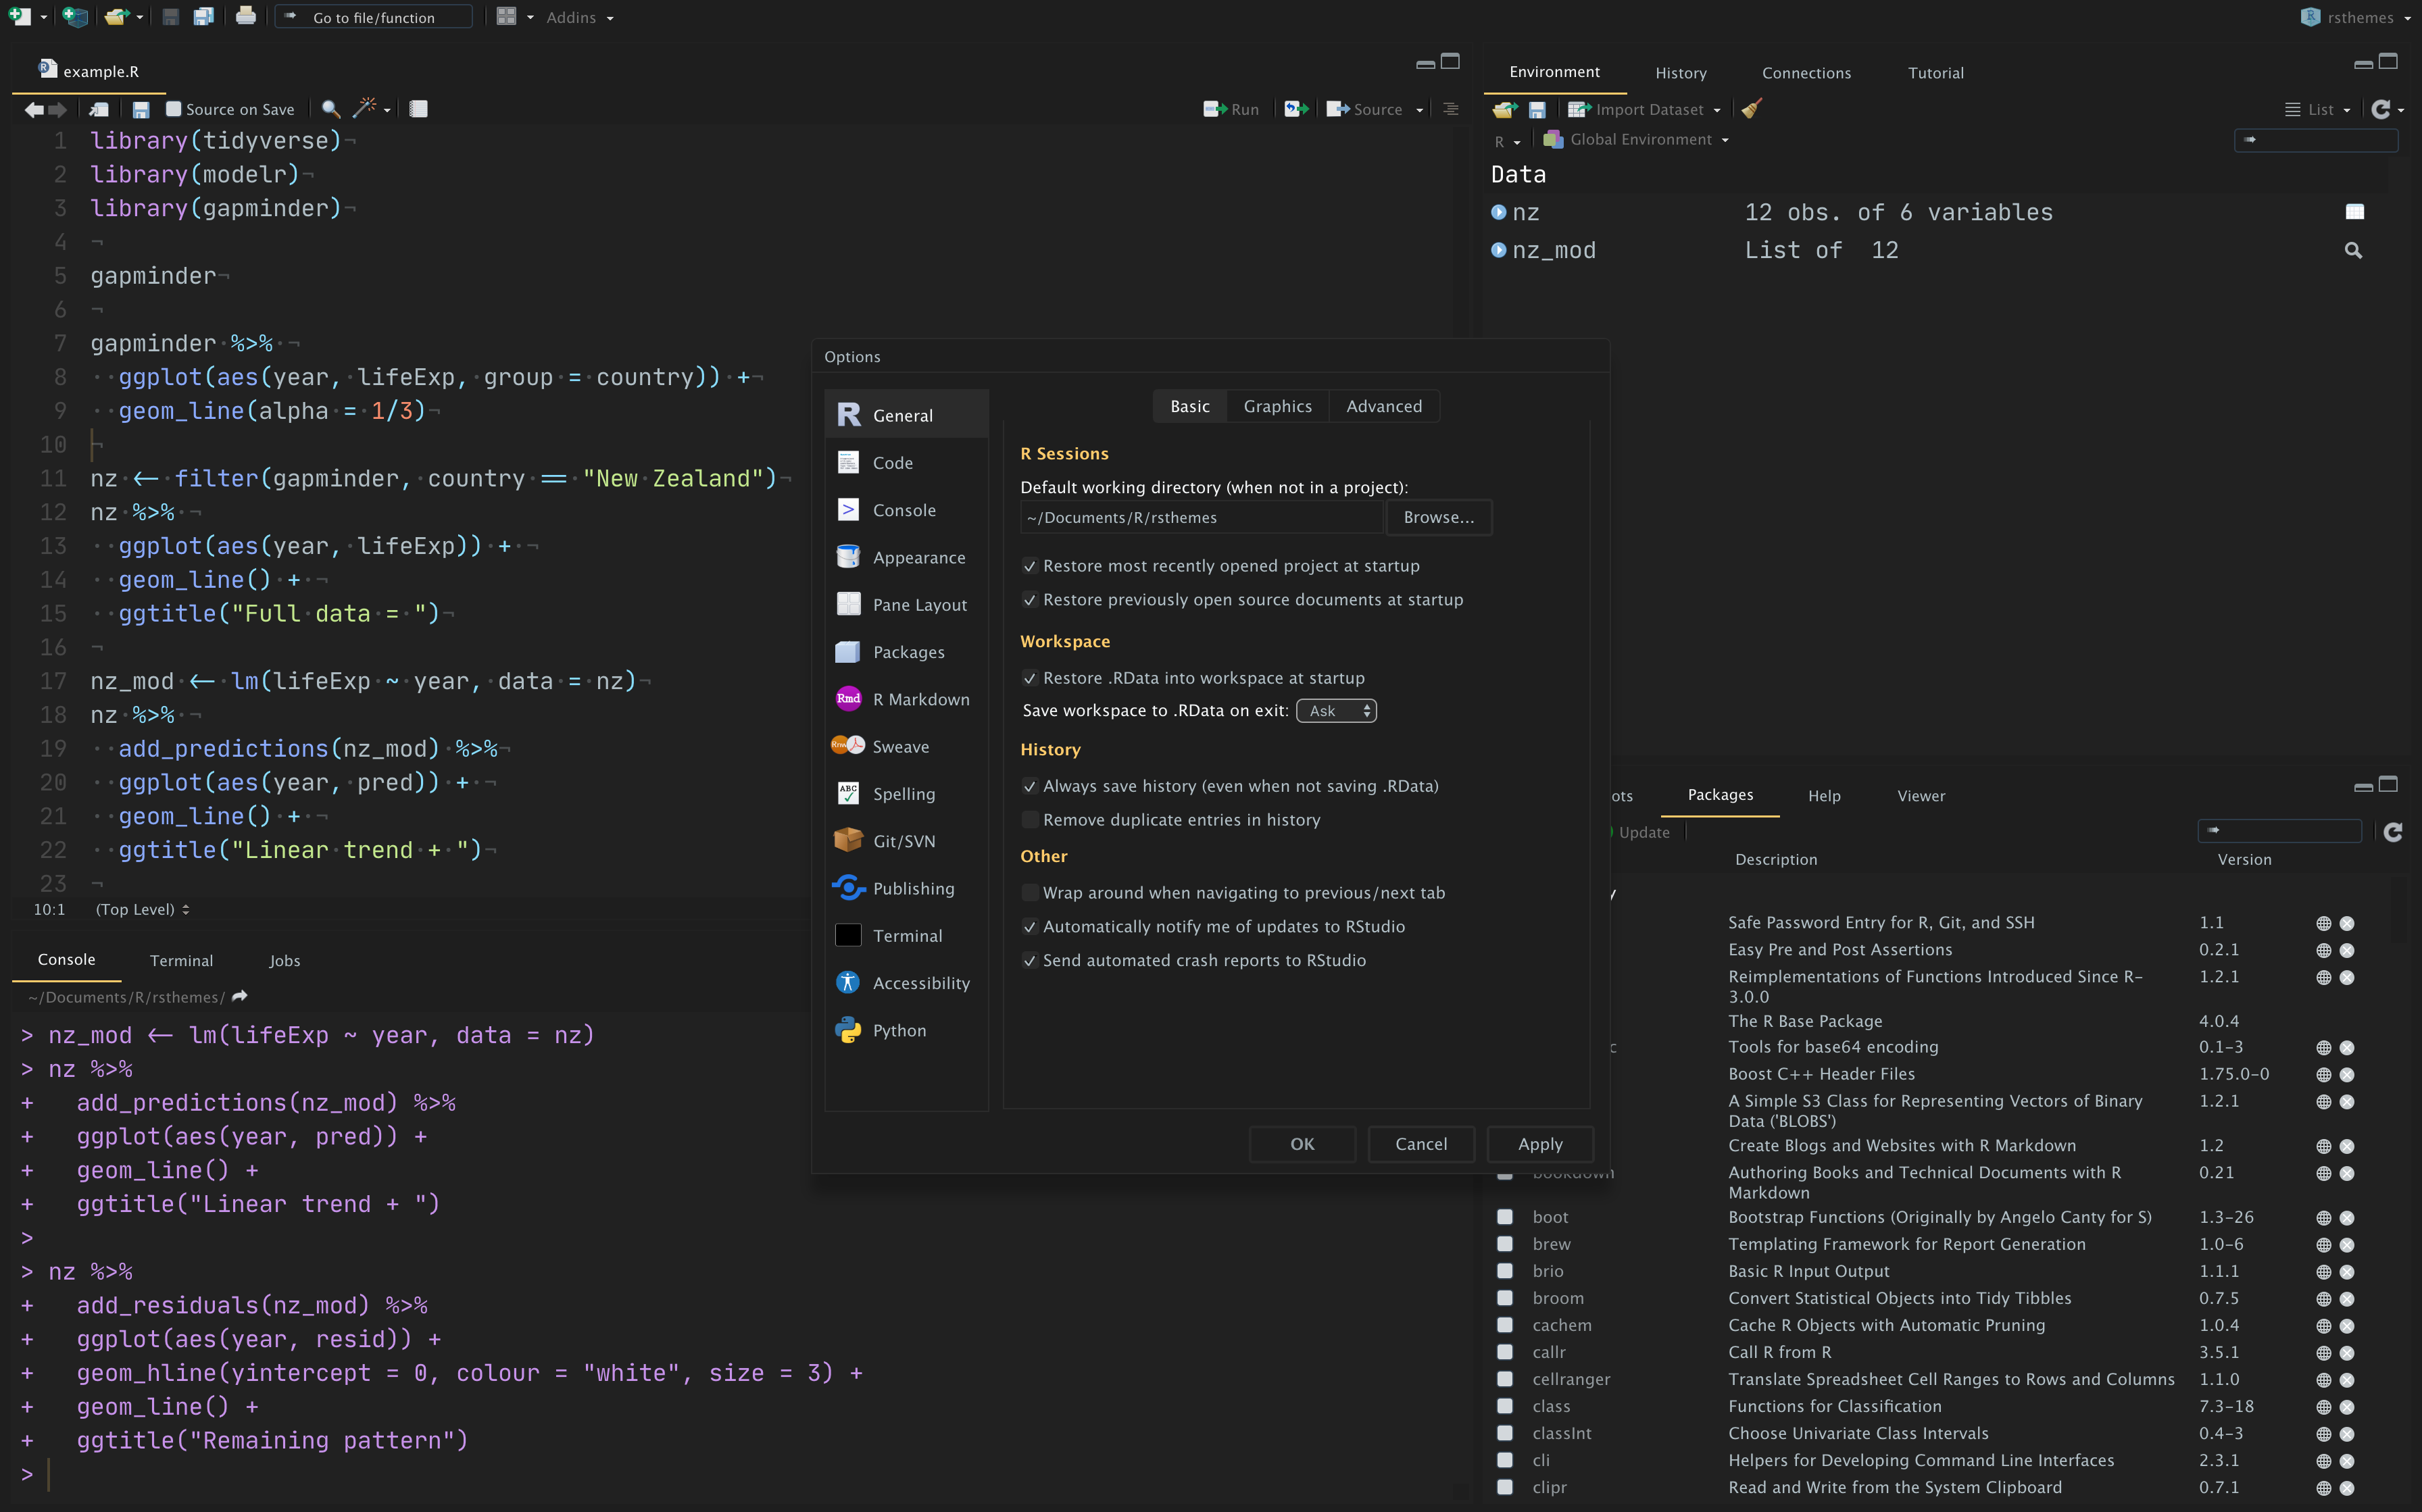 Go to file/function
Addins
rsthemes
example.R
Source on Save
Run
Source
1 library(tidyverse)¬
2 library(modelr)¬
3 library(gapminder)¬
4 ¬
5 gapminder¬
6 ¬
7 gapminder·%>%·¬
8 ··ggplot(aes(year,·lifeExp,·group·=·country))·+¬
9 ··geom_line(alpha·=·1/3)¬
10 ¬
11 nz·<-·filter(gapminder,·country·==·"New·Zealand")¬
12 nz·%>%·¬
13 ··ggplot(aes(year,·lifeExp))·+·¬
14 ··geom_line()·+·¬
15 ··ggtitle("Full·data·=·")¬
16 ¬
17 nz_mod·<-·lm(lifeExp·~·year,·data·=·nz)¬
18 nz·%>%·¬
19 ··add_predictions(nz_mod)·%>%¬
20 ··ggplot(aes(year,·pred))·+·¬
21 ··geom_line()·+·¬
22 ··ggtitle("Linear·trend·+·")¬
23 ¬
10:1 (Top Level)
Console Terminal Jobs
~/Documents/R/rsthemes/
> nz_mod <- lm(lifeExp ~ year, data = nz)
> nz %>%
+   add_predictions(nz_mod) %>%
+   ggplot(aes(year, pred)) +
+   geom_line() +
+   ggtitle("Linear trend + ")
>
> nz %>%
+   add_residuals(nz_mod) %>%
+   ggplot(aes(year, resid)) +
+   geom_hline(yintercept = 0, colour = "white", size = 3) +
+   geom_line() +
+   ggtitle("Remaining pattern")
>
Options
R General
Code
> Console
Appearance
Pane Layout
Packages
Rmd R Markdown
Rnw Sweave
ABC Spelling
Git/SVN
Publishing
Terminal
Accessibility
Python
Basic Graphics Advanced
R Sessions
Default working directory (when not in a project):
~/Documents/R/rsthemes Browse...
Restore most recently opened project at startup
Restore previously open source documents at startup
Workspace
Restore .RData into workspace at startup
Save workspace to .RData on exit: Ask
History
Always save history (even when not saving .RData)
Remove duplicate entries in history
Other
Wrap around when navigating to previous/next tab
Automatically notify me of updates to RStudio
Send automated crash reports to RStudio
OK Cancel Apply
Environment History Connections Tutorial
Import Dataset List
R Global Environment
Data
nz 12 obs. of 6 variables
nz_mod List of  12
ots Packages Help Viewer
Update
Description Version
y
Safe Password Entry for R, Git, and SSH 1.1
Easy Pre and Post Assertions 0.2.1
Reimplementations of Functions Introduced Since R- 1.2.1
3.0.0
The R Base Package 4.0.4
c Tools for base64 encoding 0.1-3
Boost C++ Header Files 1.75.0-0
A Simple S3 Class for Representing Vectors of Binary 1.2.1
Data ('BLOBS')
Create Blogs and Websites with R Markdown 1.2
bookdown Authoring Books and Technical Documents with R 0.21
Markdown
boot Bootstrap Functions (Originally by Angelo Canty for S) 1.3-26
brew Templating Framework for Report Generation 1.0-6
brio Basic R Input Output 1.1.1
broom Convert Statistical Objects into Tidy Tibbles 0.7.5
cachem Cache R Objects with Automatic Pruning 1.0.4
callr Call R from R 3.5.1
cellranger Translate Spreadsheet Cell Ranges to Rows and Columns 1.1.0
class Functions for Classification 7.3-18
classInt Choose Univariate Class Intervals 0.4-3
cli Helpers for Developing Command Line Interfaces 2.3.1
clipr Read and Write from the System Clipboard 0.7.1